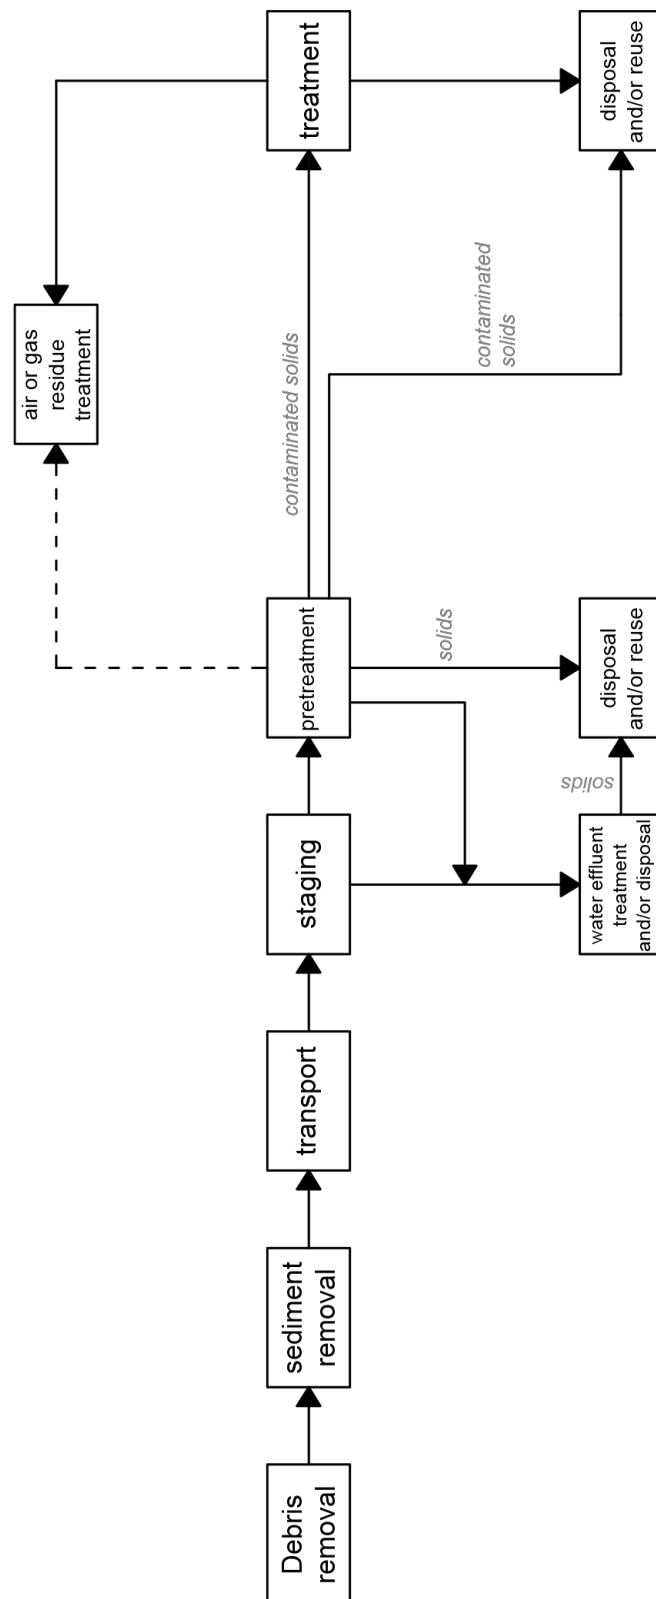 Debris
removal
sediment
removal
transport
staging
pretreatment
treatment
air or gas
residue
treatment
contaminated solids
contaminated
solids
solids
solids
water effluent
treatment
and/or disposal
disposal
and/or reuse
disposal
and/or reuse